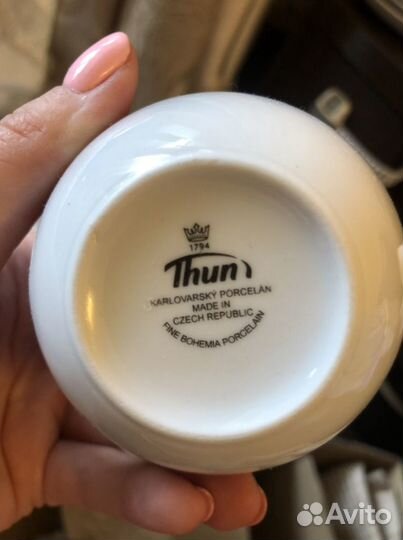 1794
Thun
KARLOVARSKÝ PORCELÁN
MADE IN
CZECH REPUBLIC
FINE BOHEMIA PORCELAIN
Avito